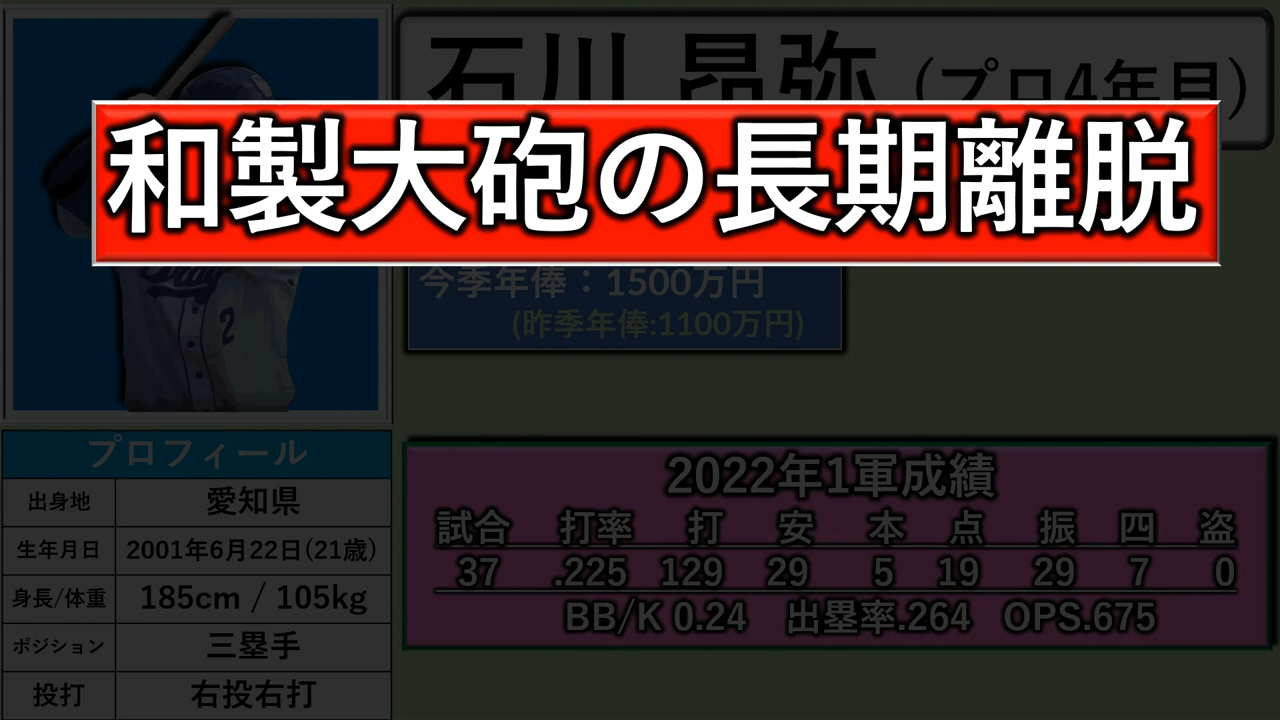 石川 昂弥 (プロ4年目)
和製大砲の長期離脱
今季年俸：1500万円
(昨季年俸:1100万円)
2
プロフィール
出身地 愛知県
生年月日 2001年6月22日(21歳)
身長/体重 185cm / 105kg
ポジション 三塁手
投打 右投右打
2022年1軍成績
試合 打率 打 安 本 点 振 四 盗
37 .225 129 29 5 19 29 7 0
BB/K 0.24 出塁率.264 OPS.675